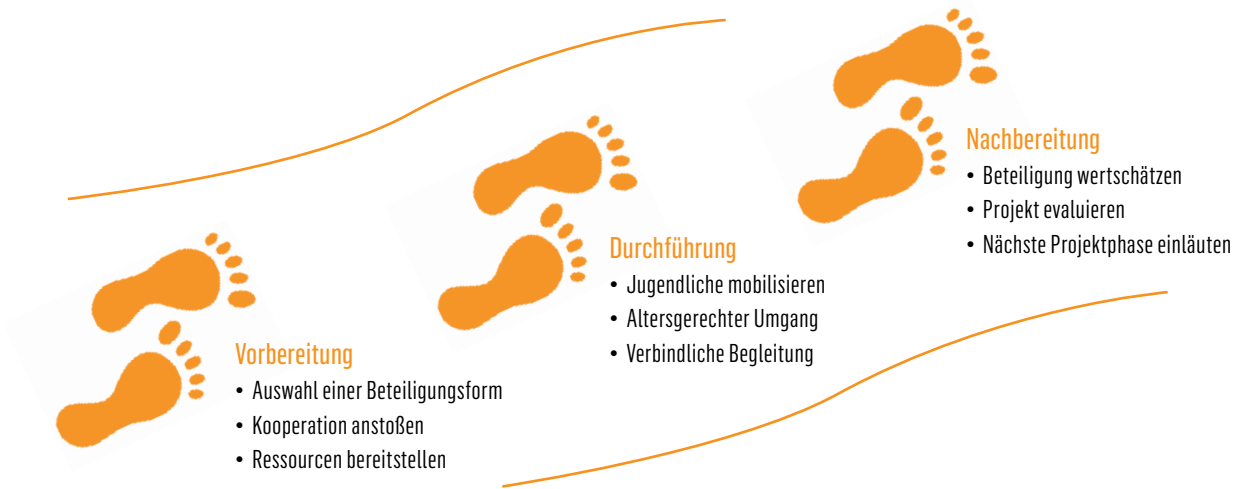 Vorbereitung
• Auswahl einer Beteiligungsform
• Kooperation anstoßen
• Ressourcen bereitstellen
Durchführung
• Jugendliche mobilisieren
• Altersgerechter Umgang
• Verbindliche Begleitung
Nachbereitung
• Beteiligung wertschätzen
• Projekt evaluieren
• Nächste Projektphase einläuten